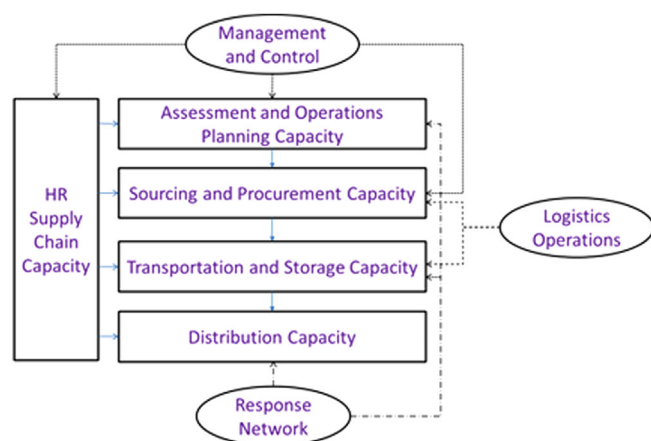 Management
and Control
Assessment and Operations
Planning Capacity
HR
Supply
Chain
Capacity
Sourcing and Procurement Capacity
Logistics
Operations
Transportation and Storage Capacity
Distribution Capacity
Response
Network